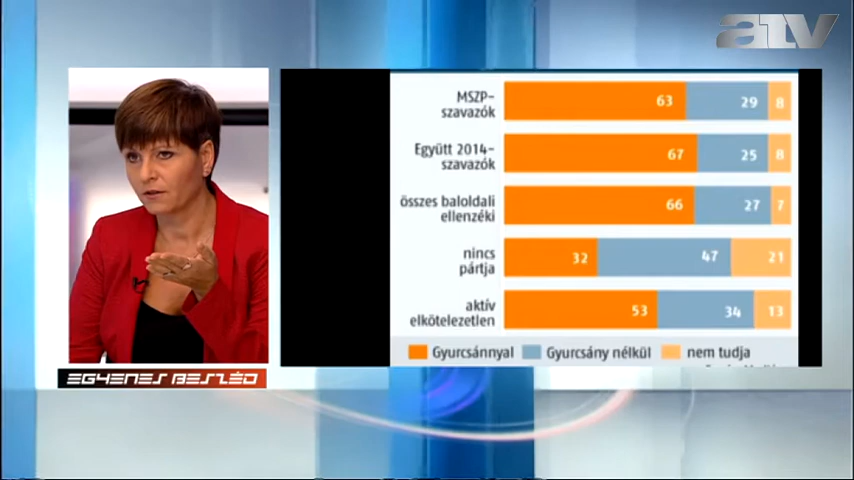 atv
MSZP-
szavazók
63 29 8
Együtt 2014-
szavazók
67 25 8
összes baloldali
ellenzéki
66 27 7
nincs
pártja
32 47 21
aktív
elkötelezetlen
53 34 13
Gyurcsánnyal Gyurcsány nélkül nem tudja
EGYENES BESZÉD